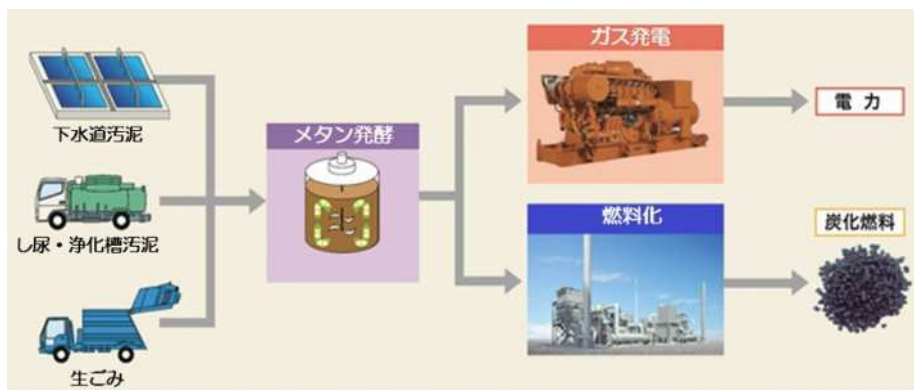 下水道汚泥
し尿・浄化槽汚泥
生ごみ
メタン発酵
ガス発電
電力
燃料化
炭化燃料